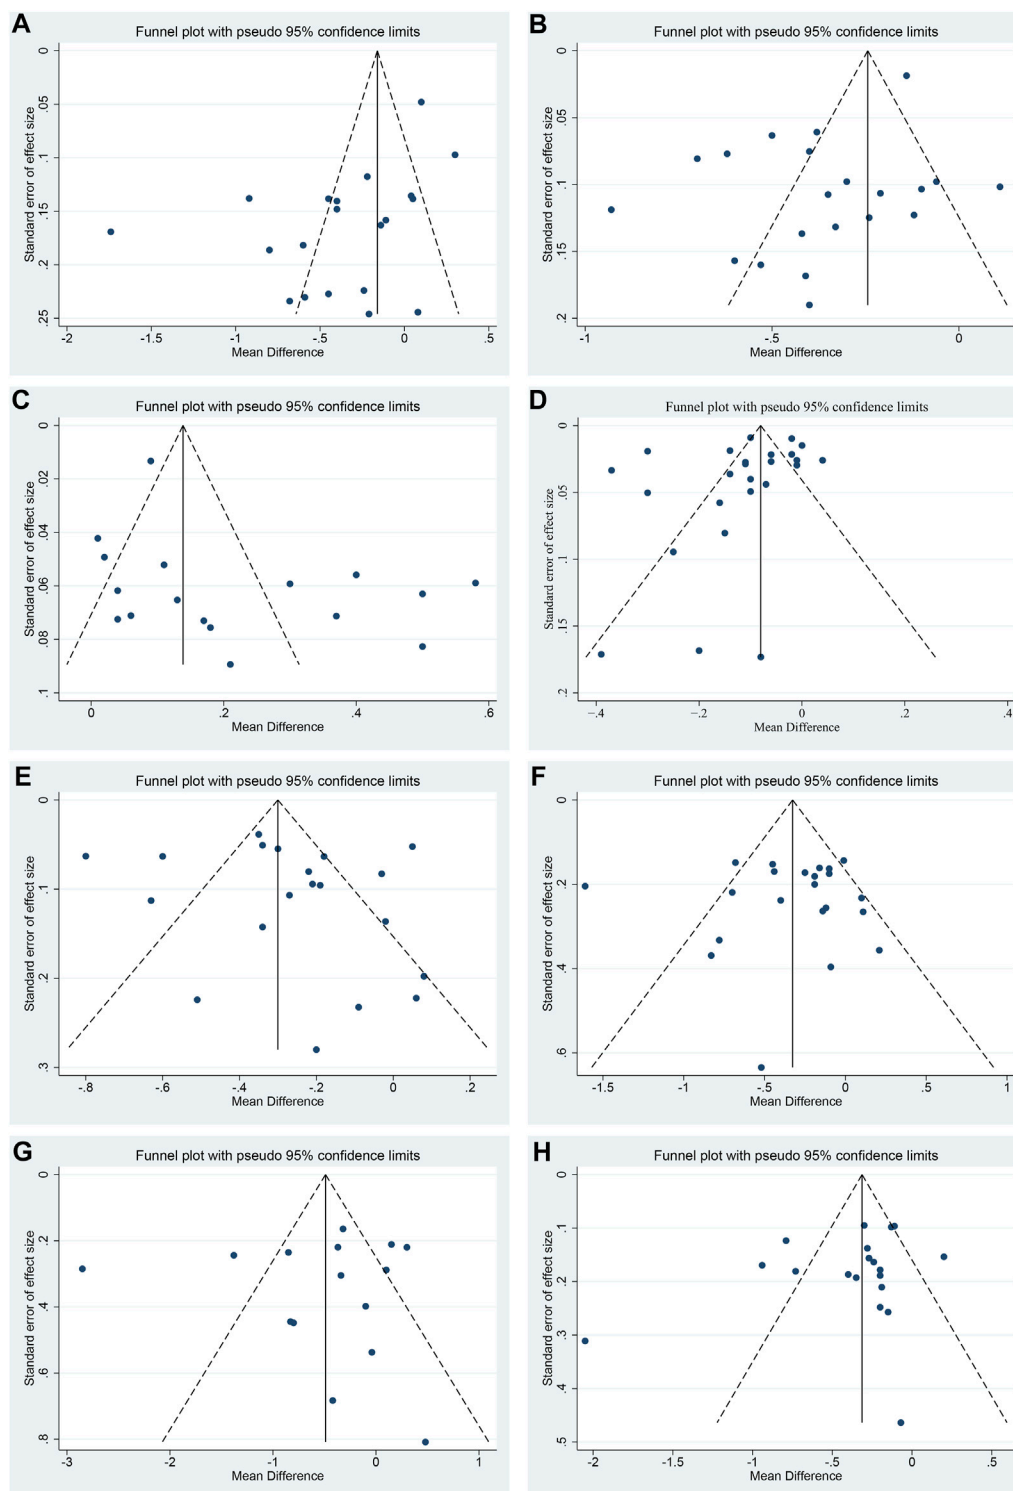 A
Funnel plot with pseudo 95% confidence limits
Standard error of effect size
0
.05
.1
.15
.2
.25
-2
-1.5
-1
-.5
0
.5
Mean Difference
B
Funnel plot with pseudo 95% confidence limits
Standard error of effect size
0
.05
.1
.15
.2
-1
-.5
0
Mean Difference
C
Funnel plot with pseudo 95% confidence limits
Standard error of effect size
0
.02
.04
.06
.08
.1
0
.2
.4
.6
Mean Difference
D
Funnel plot with pseudo 95% confidence limits
Standard error of effect size
0
.05
.1
.15
.2
-.4
-.2
0
.2
.4
Mean Difference
E
Funnel plot with pseudo 95% confidence limits
Standard error of effect size
0
.1
.2
.3
-.8
-.6
-.4
-.2
0
.2
Mean Difference
F
Funnel plot with pseudo 95% confidence limits
Standard error of effect size
0
.2
.4
.6
-1.5
-1
-.5
0
.5
1
Mean Difference
G
Funnel plot with pseudo 95% confidence limits
Standard error of effect size
0
.2
.4
.6
.8
-3
-2
-1
0
1
Mean Difference
H
Funnel plot with pseudo 95% confidence limits
Standard error of effect size
0
.1
.2
.3
.4
.5
-2
-1.5
-1
-.5
0
.5
Mean Difference